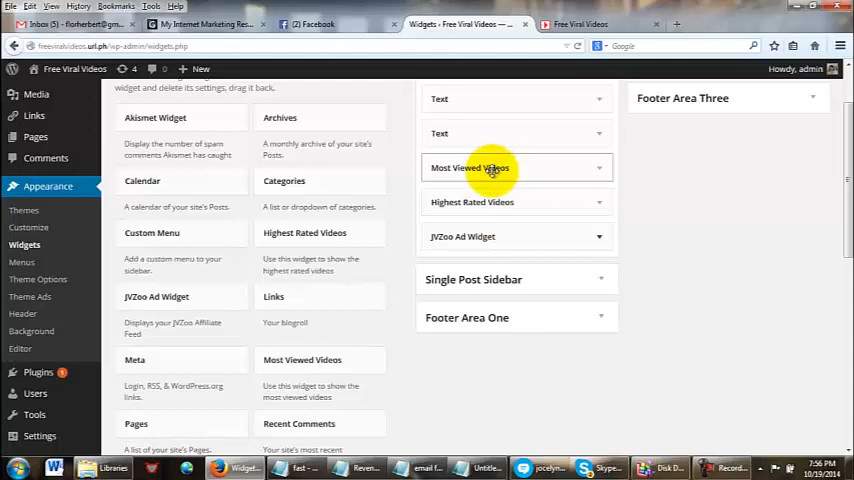 File Edit View History Bookmarks Tools Help
Inbox (5) - florherbert@gm...
My Internet Marketing Res...
(2) Facebook
Widgets ‹ Free Viral Videos — ...
Free Viral Videos
freeviralvideos.url.ph/wp-admin/widgets.php
Google
Free Viral Videos
4
0
New
Howdy, admin
Media
Links
Pages
Comments
Appearance
Themes
Customize
Widgets
Menus
Theme Options
Theme Ads
Header
Background
Editor
Plugins 1
Users
Tools
Settings
widget and delete its settings, drag it back.
Akismet Widget
Display the number of spam
comments Akismet has caught
Archives
A monthly archive of your site's
Posts.
Calendar
A calendar of your site's Posts.
Categories
A list or dropdown of categories.
Custom Menu
Add a custom menu to your
sidebar.
Highest Rated Videos
Use this widget to show the
highest rated videos
JVZoo Ad Widget
Displays your JVZoo Affiliate
Feed
Links
Your blogroll
Meta
Login, RSS, & WordPress.org
links.
Most Viewed Videos
Use this widget to show the
most viewed videos
Pages
A list of your site's Pages.
Recent Comments
Your site's most recent
Text
Text
Most Viewed Videos
Highest Rated Videos
JVZoo Ad Widget
Single Post Sidebar
Footer Area One
Footer Area Three
Libraries
Widget...
fast - ...
Reven...
email f...
Untitle...
jocelyn...
Skype...
Disk D...
Record...
7:56 PM
10/19/2014